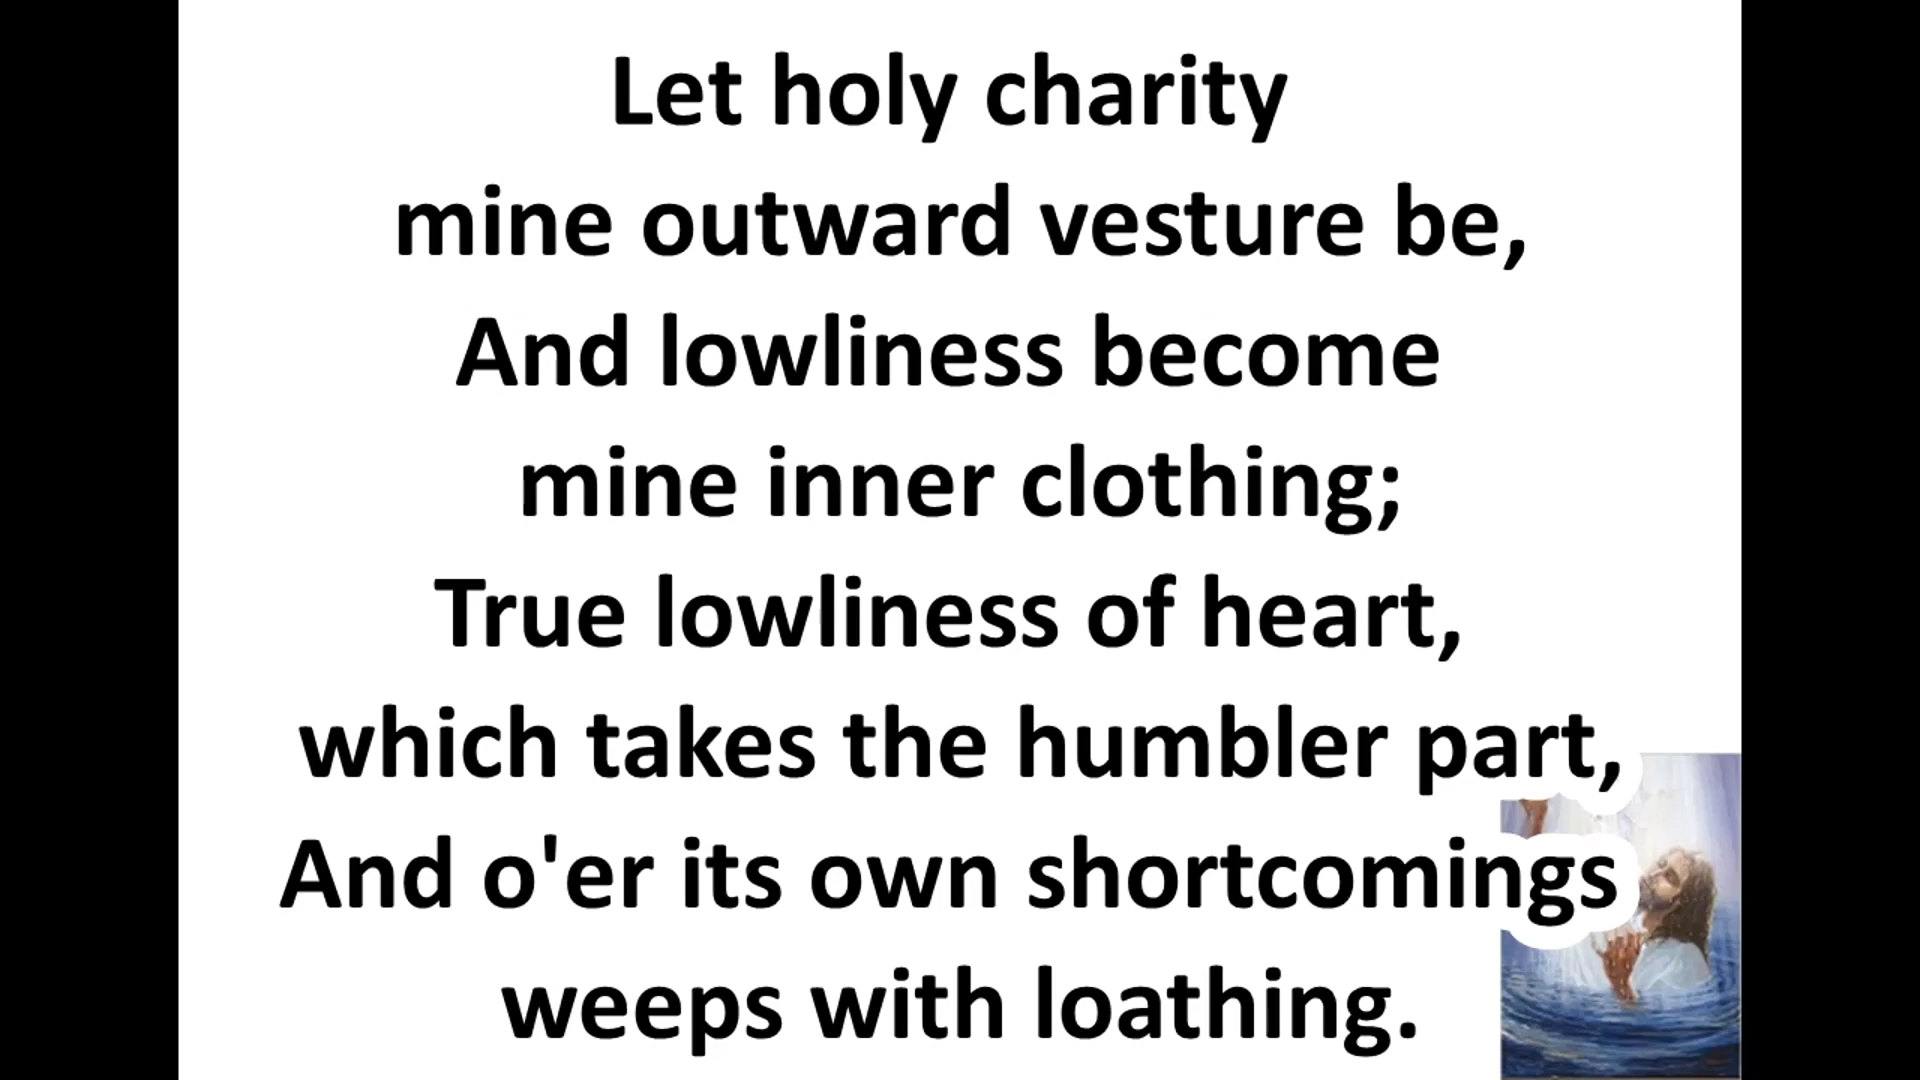 Let holy charity
mine outward vesture be,
And lowliness become
mine inner clothing;
True lowliness of heart,
which takes the humbler part,
And o'er its own shortcomings
weeps with loathing.